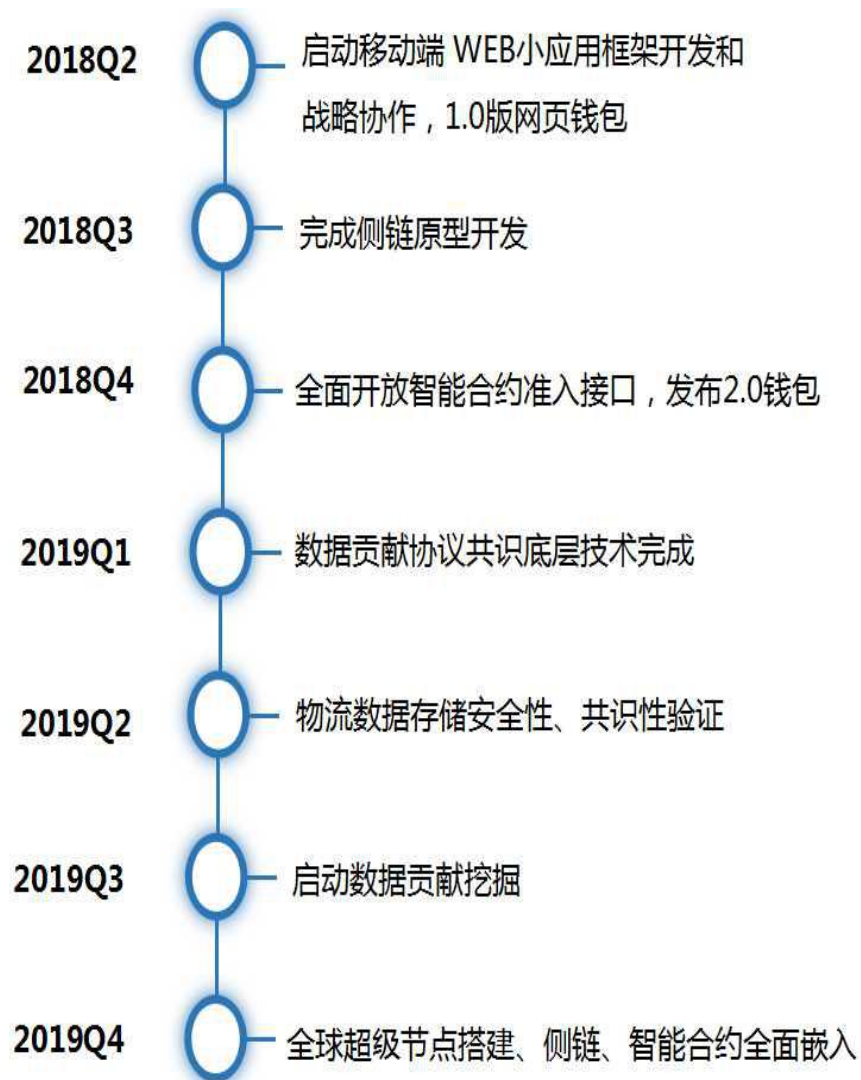 2018Q2
启动移动端 WEB小应用框架开发和
战略协作，1.0版网页钱包
2018Q3
完成侧链原型开发
2018Q4
全面开放智能合约准入接口，发布2.0钱包
2019Q1
数据贡献协议共识底层技术完成
2019Q2
物流数据存储安全性、共识性验证
2019Q3
启动数据贡献挖掘
2019Q4
全球超级节点搭建、侧链、智能合约全面嵌入